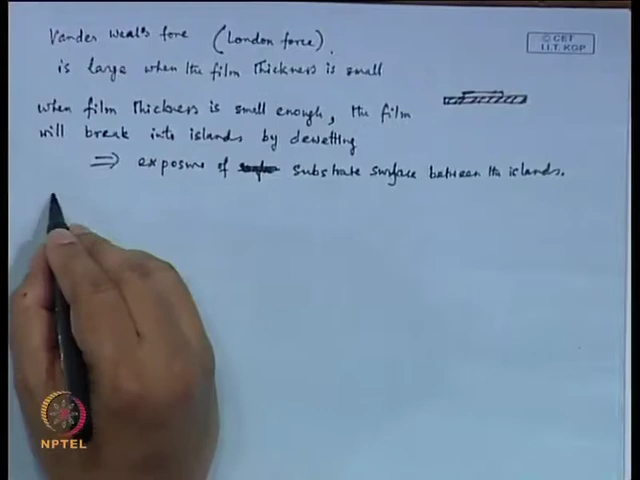 Vander Weal's force (London force).
is large when the film thickness is small
when film thickness is small enough, the film
will break into islands by dewetting
⇒ exposure of substrate surface between the islands.
© CET
I.I.T. KGP
NPTEL